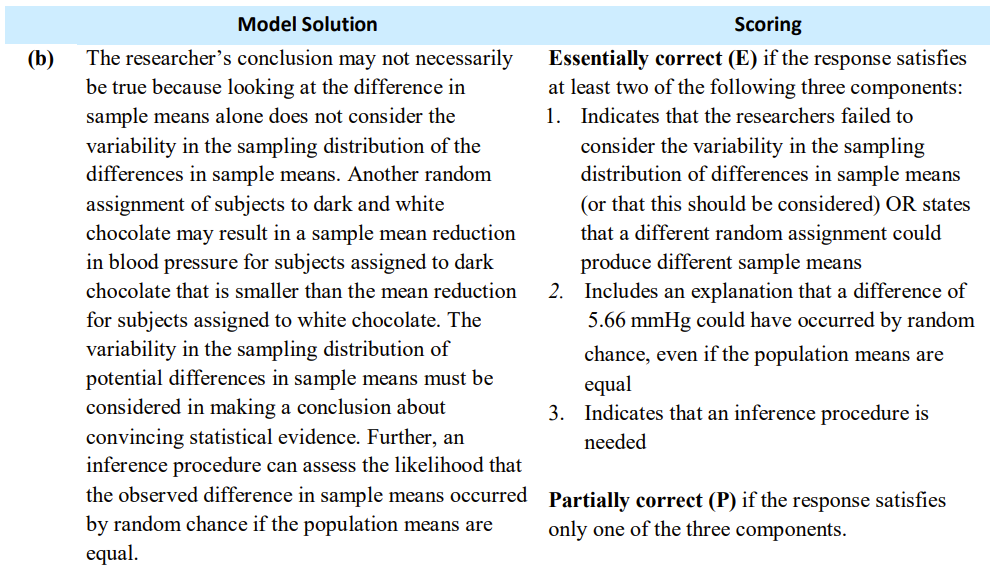 Model Solution
Scoring
(b) The researcher's conclusion may not necessarily
be true because looking at the difference in
sample means alone does not consider the
variability in the sampling distribution of the
differences in sample means. Another random
assignment of subjects to dark and white
chocolate may result in a sample mean reduction
in blood pressure for subjects assigned to dark
chocolate that is smaller than the mean reduction
for subjects assigned to white chocolate. The
variability in the sampling distribution of
potential differences in sample means must be
considered in making a conclusion about
convincing statistical evidence. Further, an
inference procedure can assess the likelihood that
the observed difference in sample means occurred
by random chance if the population means are
equal.
Essentially correct (E) if the response satisfies
at least two of the following three components:
1. Indicates that the researchers failed to
consider the variability in the sampling
distribution of differences in sample means
(or that this should be considered) OR states
that a different random assignment could
produce different sample means
2. Includes an explanation that a difference of
5.66 mmHg could have occurred by random
chance, even if the population means are
equal
3. Indicates that an inference procedure is
needed
Partially correct (P) if the response satisfies
only one of the three components.